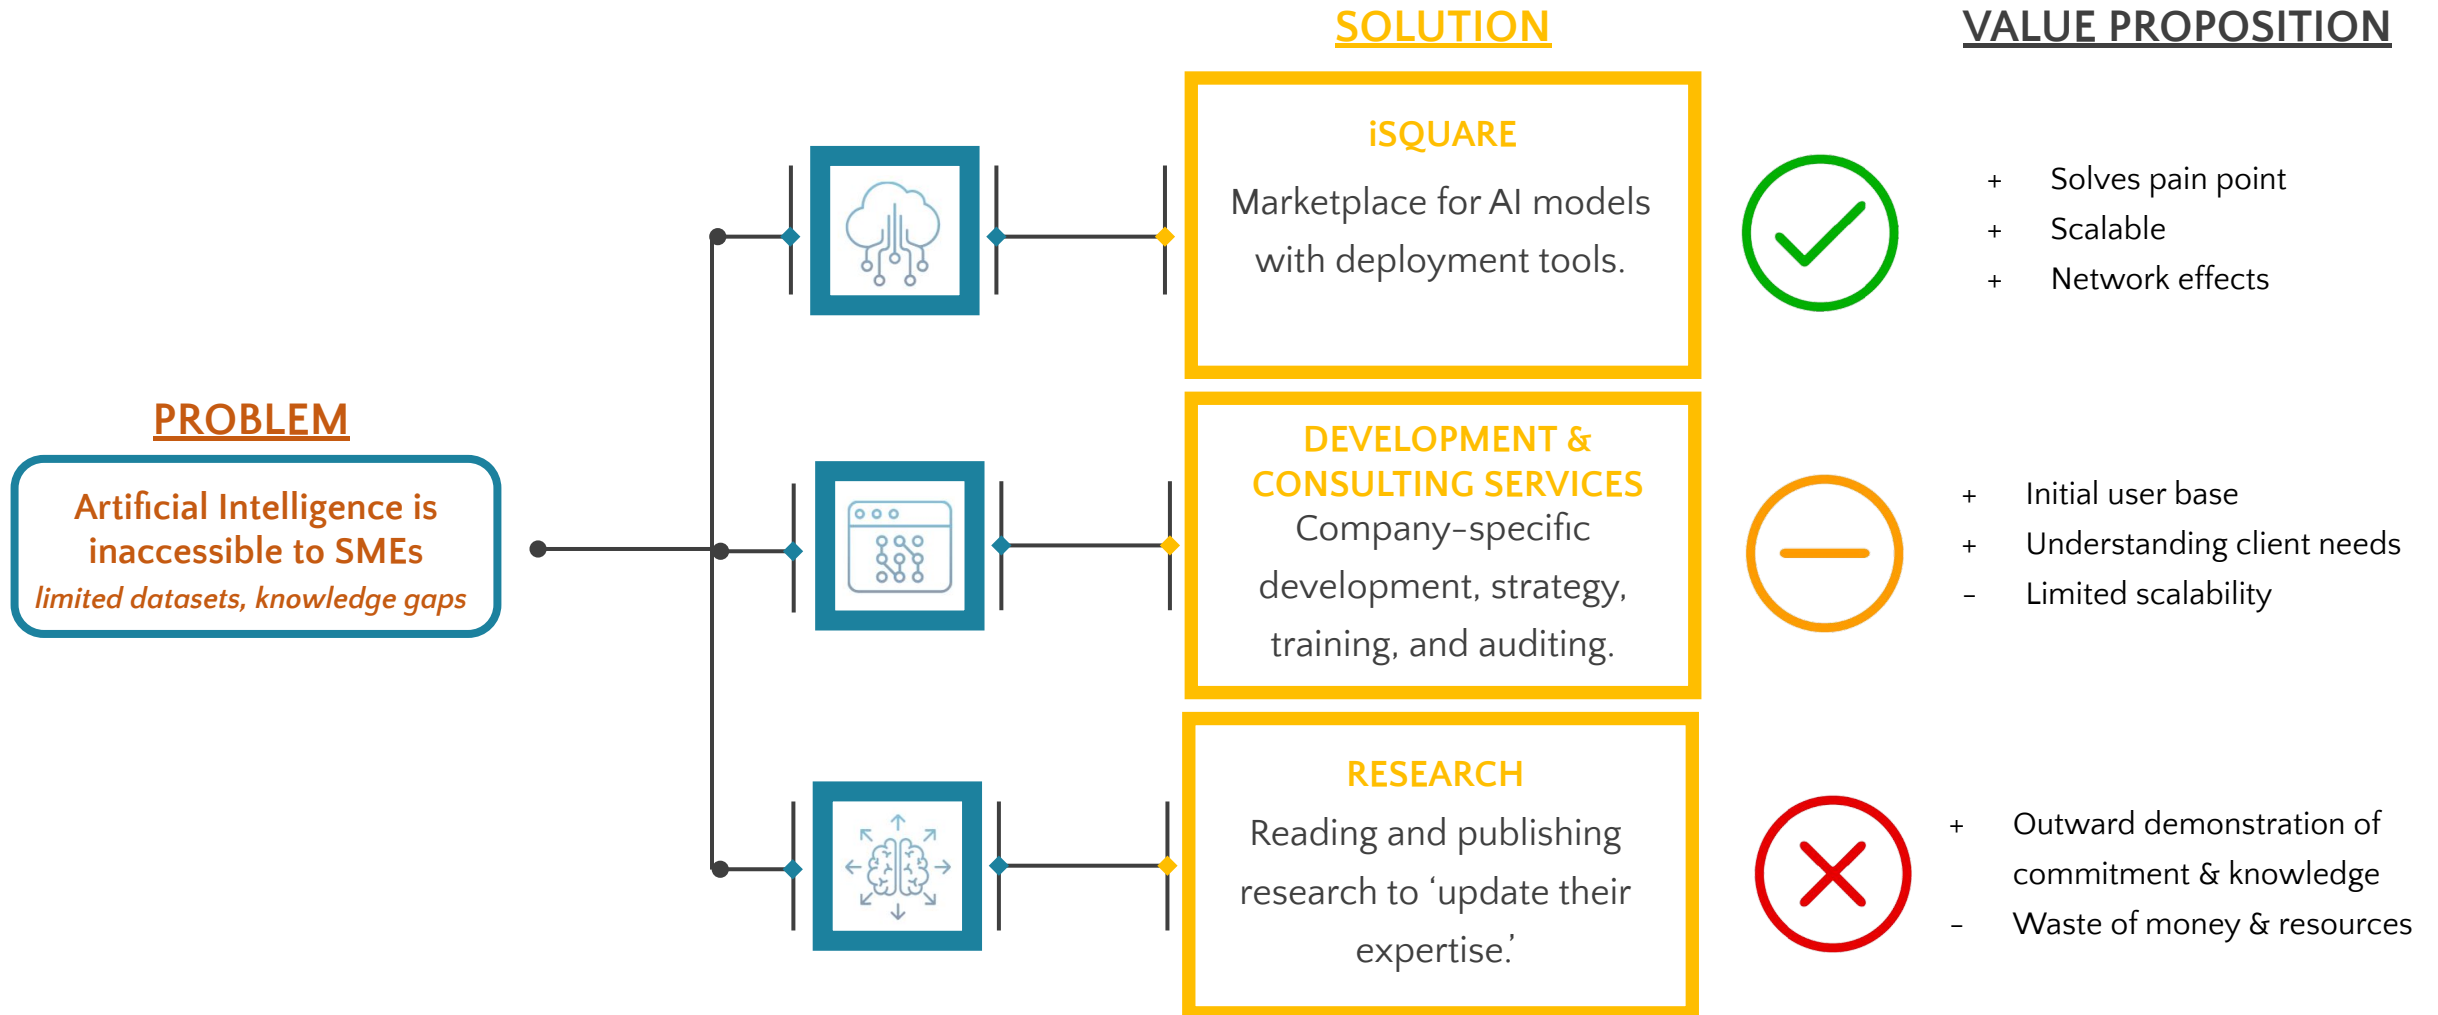 SOLUTION
VALUE PROPOSITION
iSQUARE
Marketplace for AI models
with deployment tools.
+ Solves pain point
+ Scalable
+ Network effects
PROBLEM
Artificial Intelligence is
inaccessible to SMEs
limited datasets, knowledge gaps
DEVELOPMENT &
CONSULTING SERVICES
Company-specific
development, strategy,
training, and auditing.
+ Initial user base
+ Understanding client needs
- Limited scalability
RESEARCH
Reading and publishing
research to ‘update their
expertise.’
+ Outward demonstration of
commitment & knowledge
- Waste of money & resources